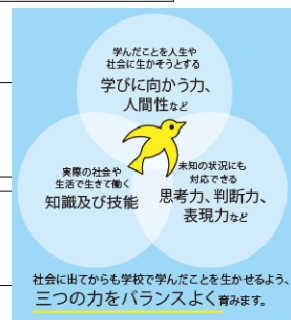 学んだことを人生や
社会に生かそうとする
学びに向かう力、
人間性など
実際の社会や
生活で生きて働く
知識及び技能
未知の状況にも
対応できる
思考力、判断力、
表現力など
社会に出てからも学校で学んだことを生かせるよう、
三つの力をバランスよく育みます。